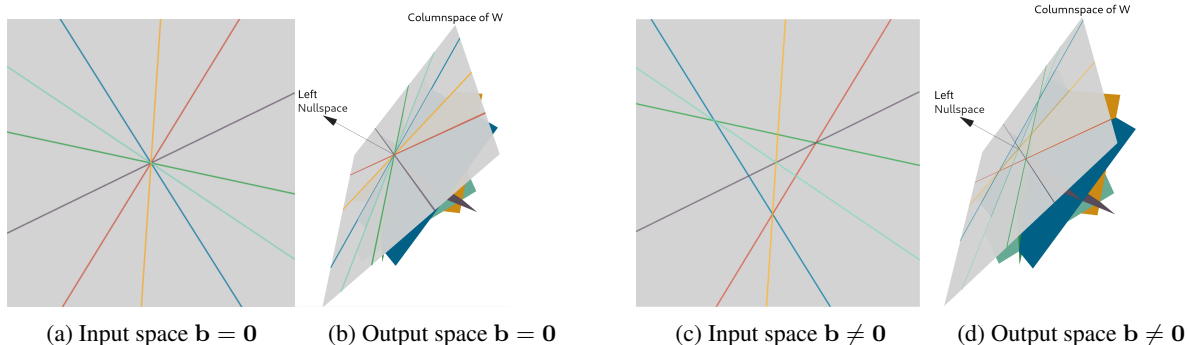 Columnspace of W
Left
Nullspace
Columnspace of W
Left
Nullspace
(a) Input space b = 0
(b) Output space b = 0
(c) Input space b ≠ 0
(d) Output space b ≠ 0